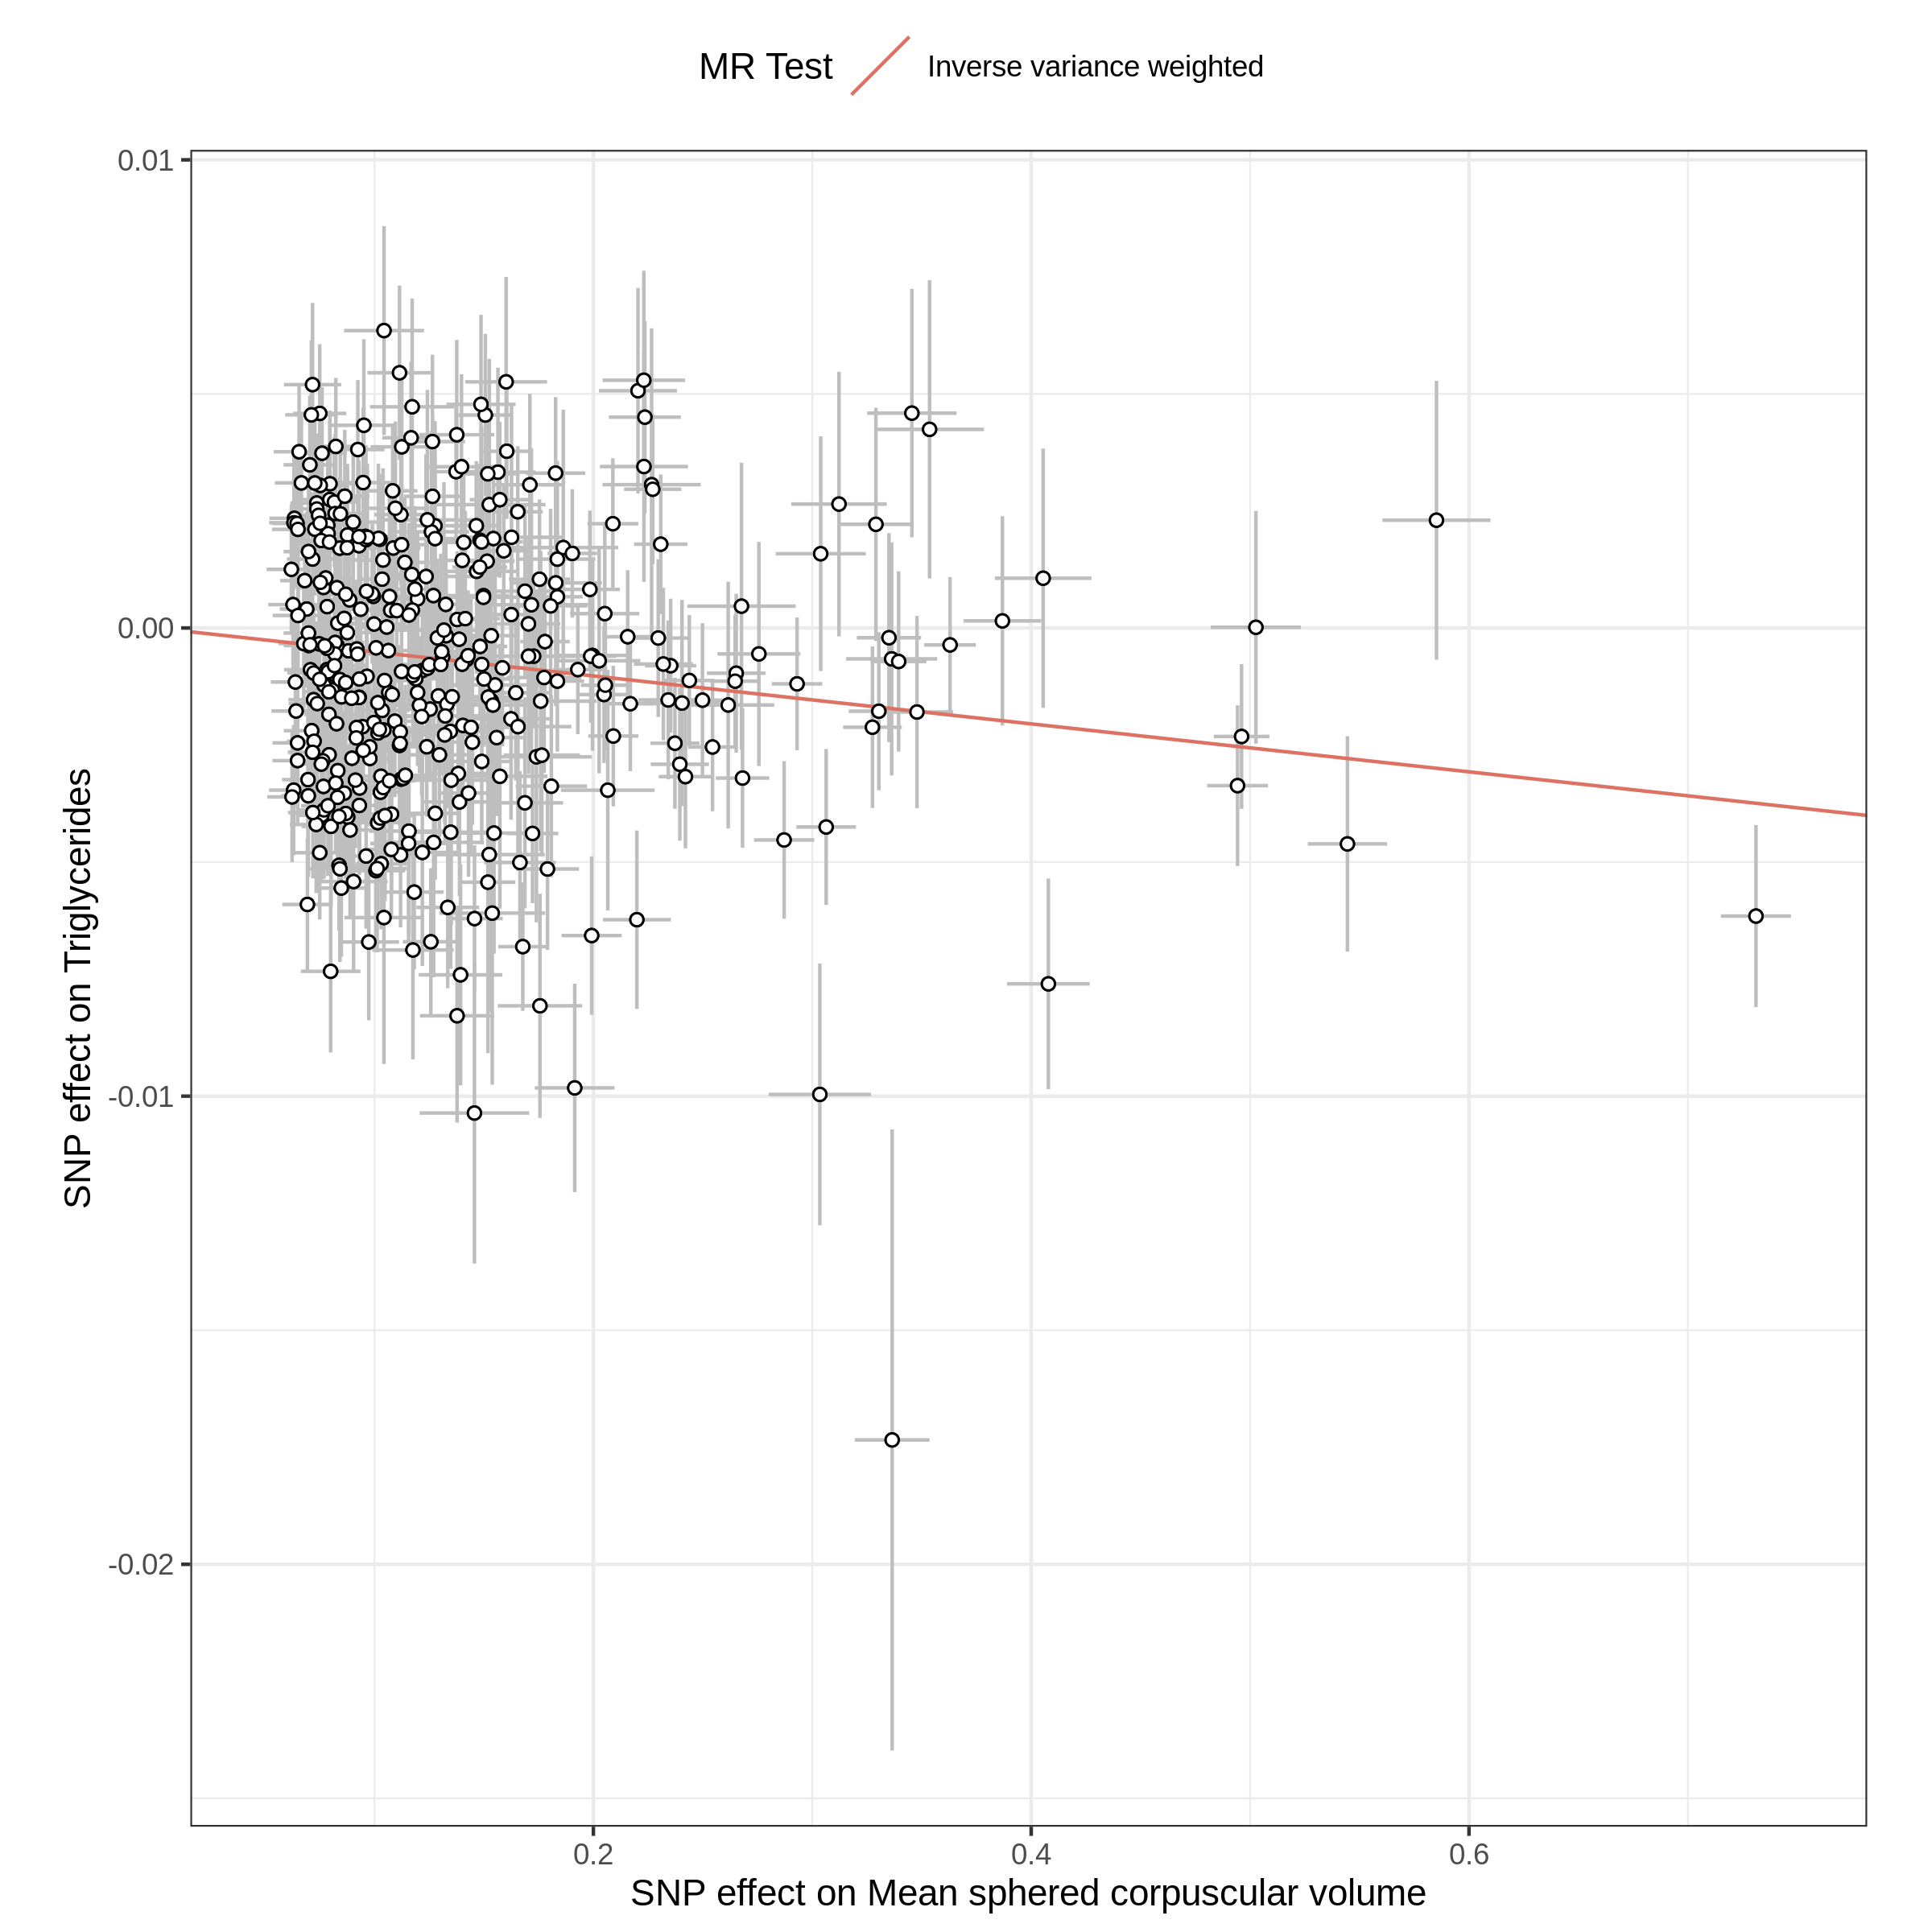 MR Test Inverse variance weighted
0.01
0.00
-0.01
-0.02
SNP effect on Triglycerides
0.2 0.4 0.6
SNP effect on Mean sphered corpuscular volume